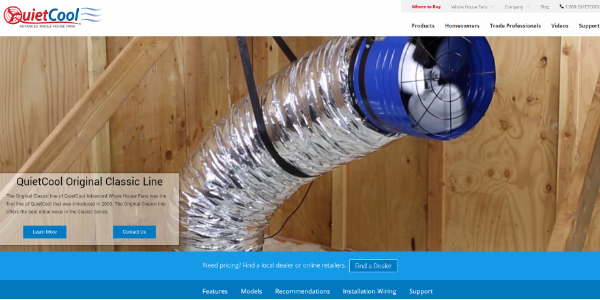 QuietCool
ADVANCED WHOLE HOUSE FANS
Where to Buy Whole House Fans Company Blog 1-888-QUIETCOOL
Products Homeowners Trade Professionals Videos Support
QuietCool Original Classic Line
The Original Classic line of QuietCool Advanced Whole House Fans was the
first line of QuietCool that was introduced in 2003. The Original Classic line
offers the best initial value in the Classic Series.
Learn More Contact Us
Need pricing? Find a local dealer or online retailers. Find a Dealer
Features Models Recommendations Installation-Wiring Support